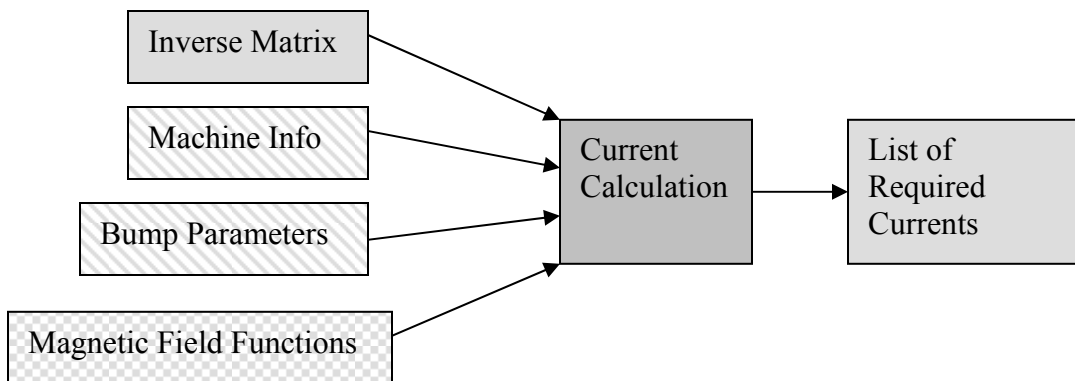 Inverse Matrix
Machine Info
Bump Parameters
Magnetic Field Functions
Current
Calculation
List of
Required
Currents